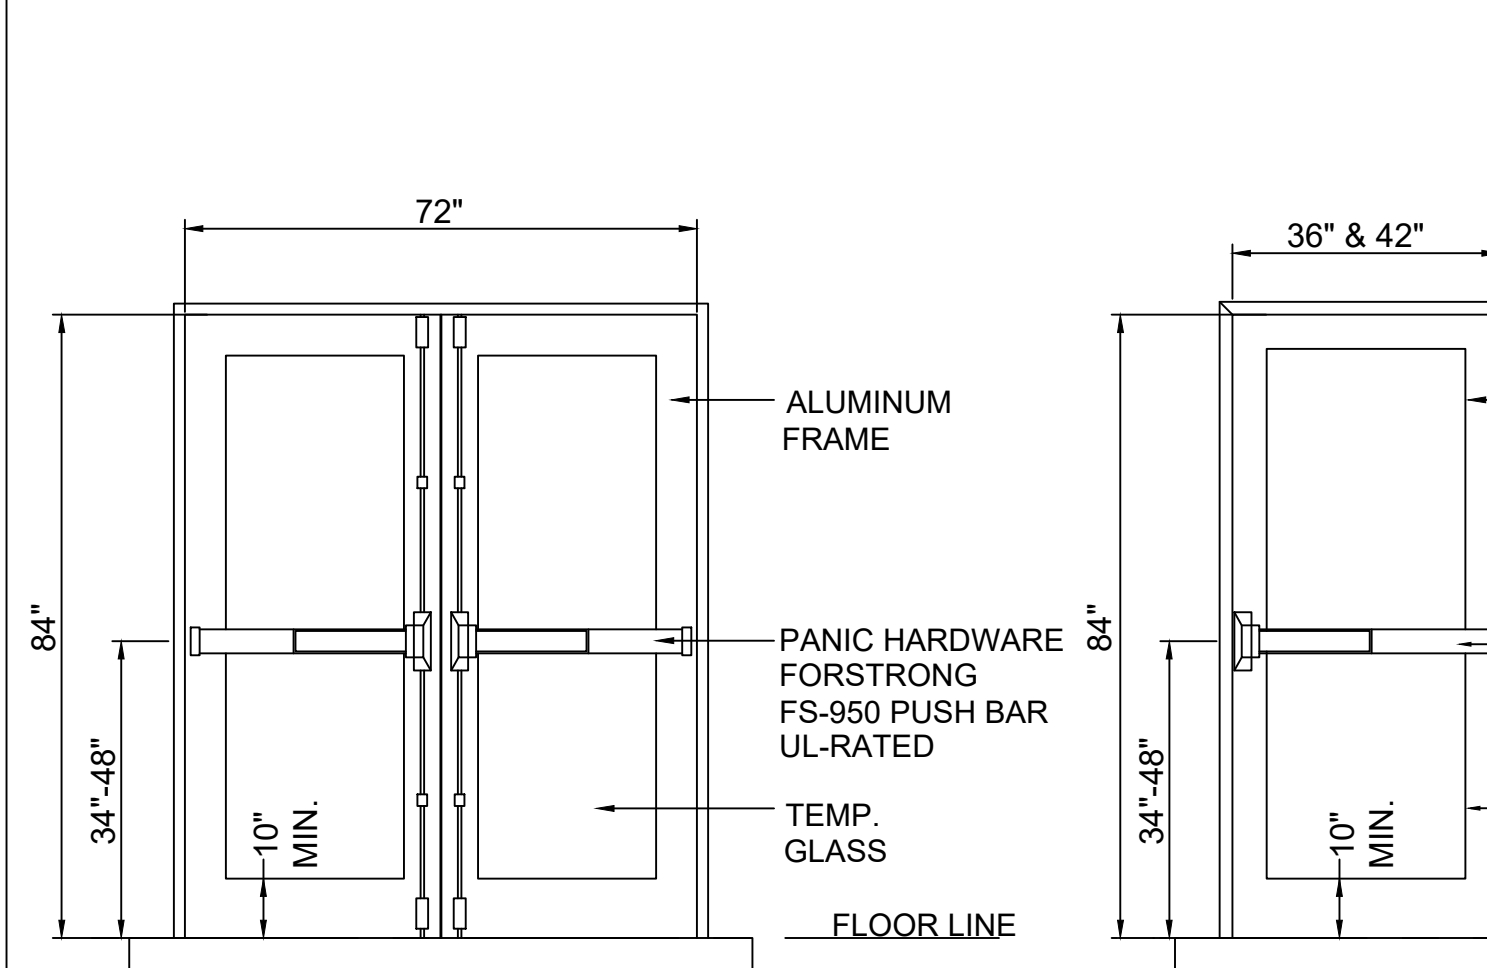 72"
36" & 42"
ALUMINUM
FRAME
84"
84"
PANIC HARDWARE
FORSTRONG
FS-950 PUSH BAR
UL-RATED
34"-48"
34"-48"
10"
MIN.
10"
MIN.
TEMP.
GLASS
FLOOR LINE